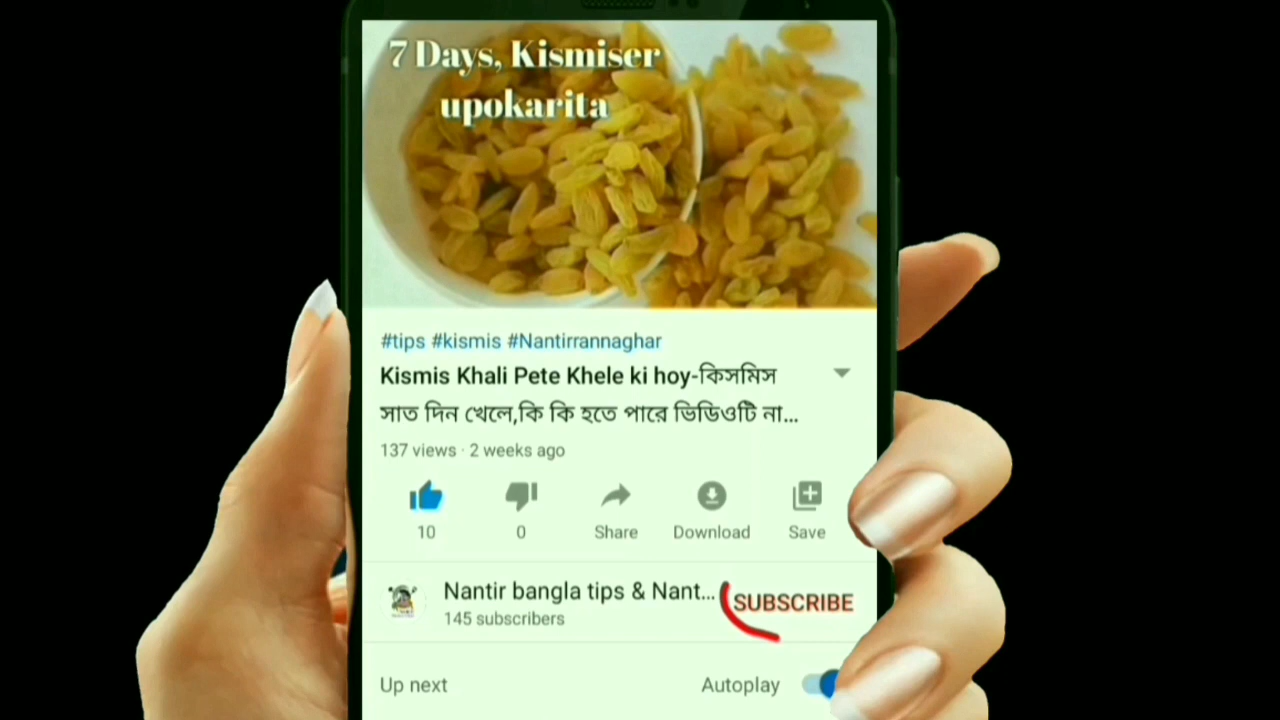 7 Days, Kismiser
upokarita
#tips #kismis #Nantirrannaghar
Kismis Khali Pete Khele ki hoy-কিসমিস
সাত দিন খেলে,কি কি হতে পারে ভিডিওটি না...
137 views · 2 weeks ago
10 0 Share Download Save
Nantir bangla tips & Nant...
SUBSCRIBE
145 subscribers
Up next Autoplay